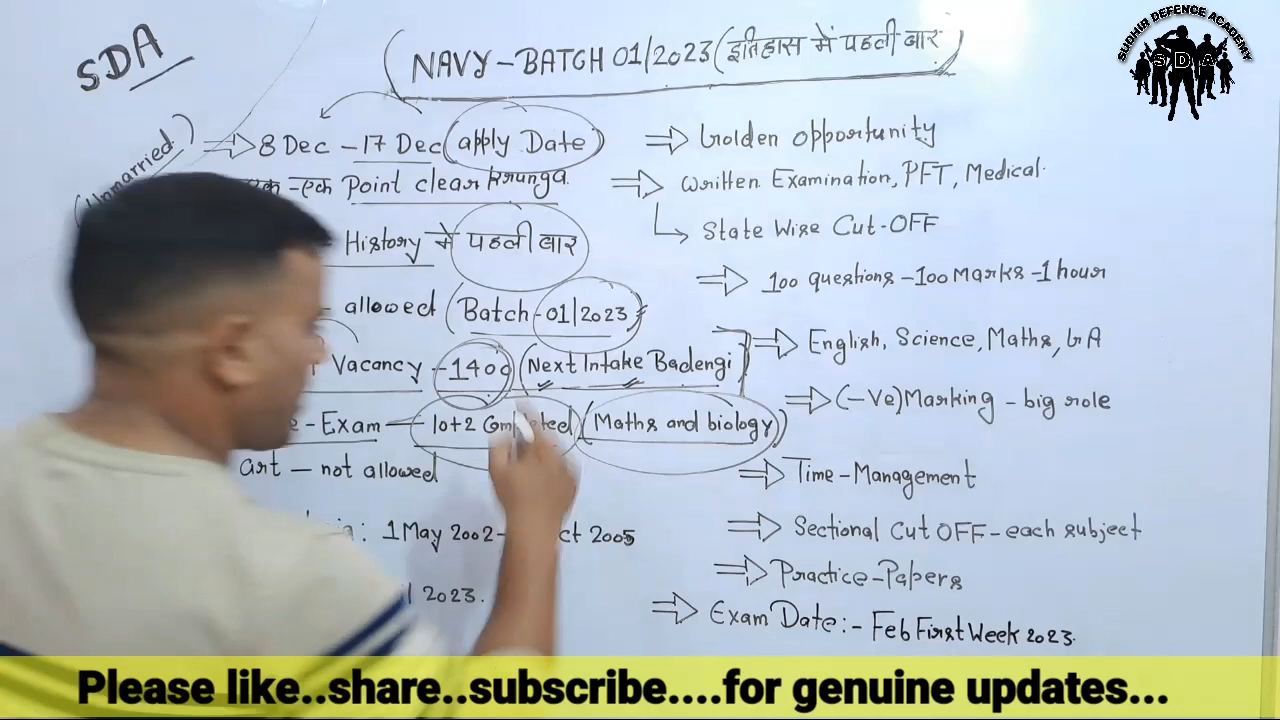 SDA
NAVY - BATCH 01/2023 (इतिहास में पहली बार)
(Unmarried)
8 Dec - 17 Dec (apply Date)
एक-एक Point clear krunga
History में पहली बार
allowed (Batch - 01/2023)
Vacancy - 1400 (Next Intake Badengi)
- Exam - 10+2 (Maths and biology)
art - not allowed
: 1 May 2002 - ct 2005
2023.
Golden opportunity
Written Examination, PFT, Medical.
State Wise Cut-OFF
100 questions - 100 Marks - 1 hour
English, Science, Maths, GA
(-Ve) Marking - big role
Time - Management
Sectional Cut OFF - each subject
Practice - Papers
Exam Date :- Feb First Week 2023.
SUDHIR DEFENCE ACADEMY
SDA
Please like..share..subscribe....for genuine updates...